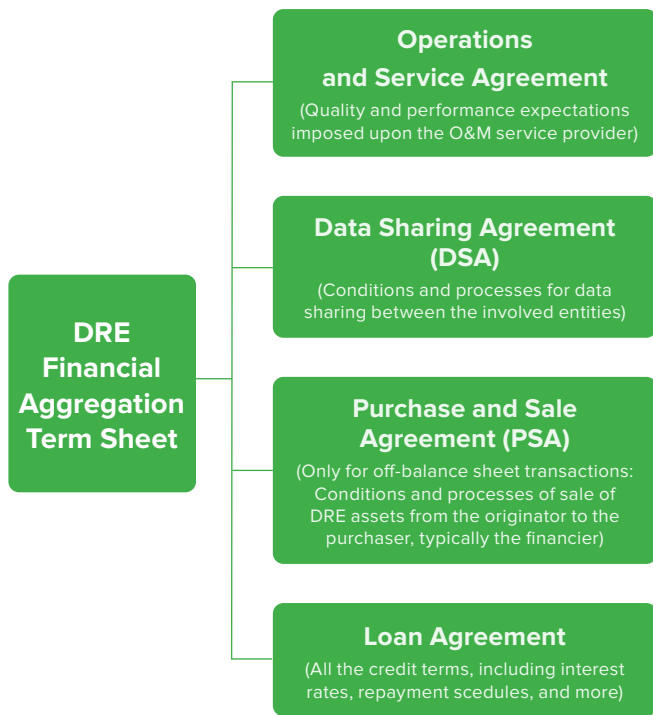 Operations
and Service Agreement
(Quality and performance expectations
imposed upon the O&M service provider)
Data Sharing Agreement
(DSA)
(Conditions and processes for data
sharing between the involved entities)
DRE
Financial
Aggregation
Term Sheet
Purchase and Sale
Agreement (PSA)
(Only for off-balance sheet transactions:
Conditions and processes of sale of
DRE assets from the originator to the
purchaser, typically the financier)
Loan Agreement
(All the credit terms, including interest
rates, repayment scedules, and more)